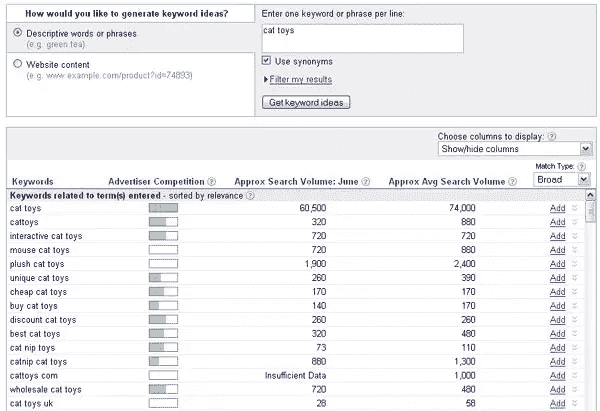 How would you like to generate keyword ideas?
Descriptive words or phrases
(e.g. green tea)
Website content
(e.g. www.example.com/product?id=74893)
Enter one keyword or phrase per line:
cat toys
Use synonyms
Filter my results
Get keyword ideas
Choose columns to display: ?
Show/hide columns
Keywords Advertiser Competition ? Approx Search Volume: June ? Approx Avg Search Volume ? Match Type: ? Broad
Keywords related to term(s) entered - sorted by relevance ?
cat toys 60,500 74,000 Add
cattoys 320 880 Add
interactive cat toys 720 720 Add
mouse cat toys 720 880 Add
plush cat toys 1,900 2,400 Add
unique cat toys 260 390 Add
cheap cat toys 170 170 Add
buy cat toys 140 170 Add
discount cat toys 260 260 Add
best cat toys 320 480 Add
cat nip toys 73 110 Add
catnip cat toys 880 1,300 Add
cattoys com Insufficient Data 1,000 Add
wholesale cat toys 720 480 Add
cat toys uk 28 58 Add